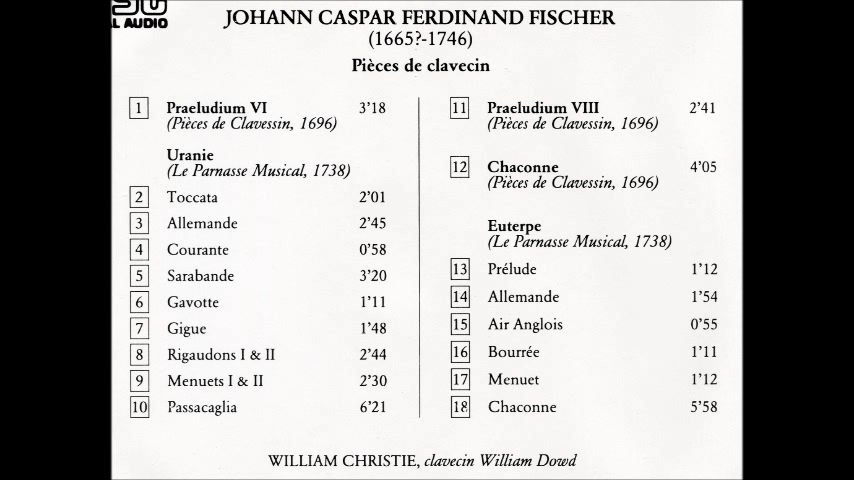 L AUDIO
JOHANN CASPAR FERDINAND FISCHER
(1665?-1746)
Pièces de clavecin
1 Praeludium VI 3'18
(Pièces de Clavessin, 1696)
Uranie
(Le Parnasse Musical, 1738)
2 Toccata 2'01
3 Allemande 2'45
4 Courante 0'58
5 Sarabande 3'20
6 Gavotte 1'11
7 Gigue 1'48
8 Rigaudons I & II 2'44
9 Menuets I & II 2'30
10 Passacaglia 6'21
11 Praeludium VIII 2'41
(Pièces de Clavessin, 1696)
12 Chaconne 4'05
(Pièces de Clavessin, 1696)
Euterpe
(Le Parnasse Musical, 1738)
13 Prélude 1'12
14 Allemande 1'54
15 Air Anglois 0'55
16 Bourrée 1'11
17 Menuet 1'12
18 Chaconne 5'58
WILLIAM CHRISTIE, clavecin William Dowd